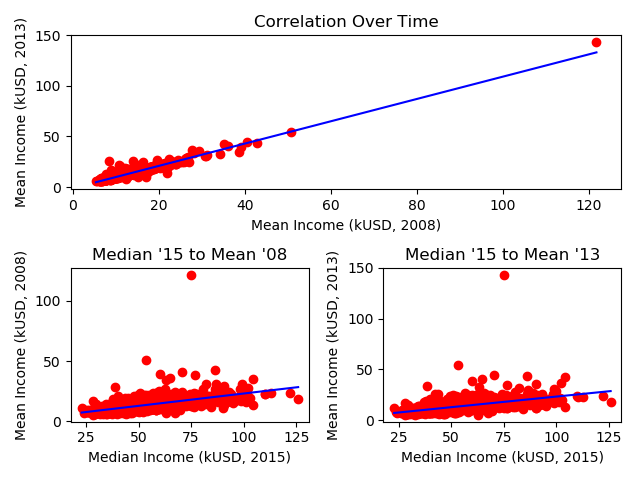 Correlation Over Time
Mean Income (kUSD, 2013)
150
100
50
0
0 20 40 60 80 100 120
Mean Income (kUSD, 2008)
Median '15 to Mean '08
Mean Income (kUSD, 2008)
100
50
0
25 50 75 100 125
Median Income (kUSD, 2015)
Median '15 to Mean '13
Mean Income (kUSD, 2013)
150
100
50
0
25 50 75 100 125
Median Income (kUSD, 2015)